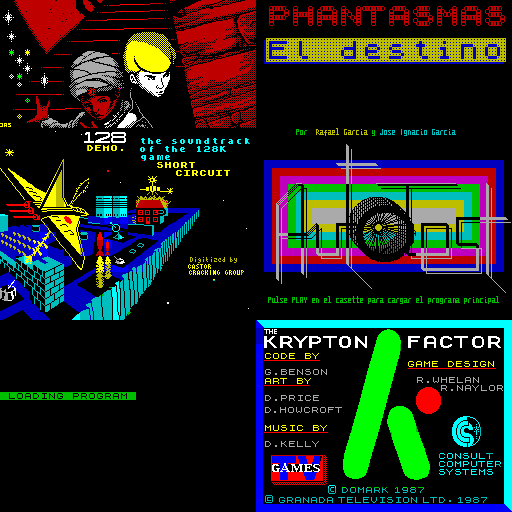 PHANTASMAS
El destino
Por Rafael Garcia y Jose Ignacio Garcia
128
DEMO.
the soundtrack
of the 128K
game
SHORT
CIRCUIT
Digitized by
CASTOR
CRACKING GROUP
Pulse PLAY en el casette para cargar el programa principal
LOADING PROGRAM
THE
KRYPTON FACTOR
CODE BY
G.BENSON
ART BY
D.PRICE
D.HOWCROFT
MUSIC BY
D.KELLY
GAME DESIGN
R.WHELAN
R.NAYLOR
TV
GAMES
CONSULT
COMPUTER
SYSTEMS
© DOMARK 1987
© GRANADA TELEVISION LTD. 1987